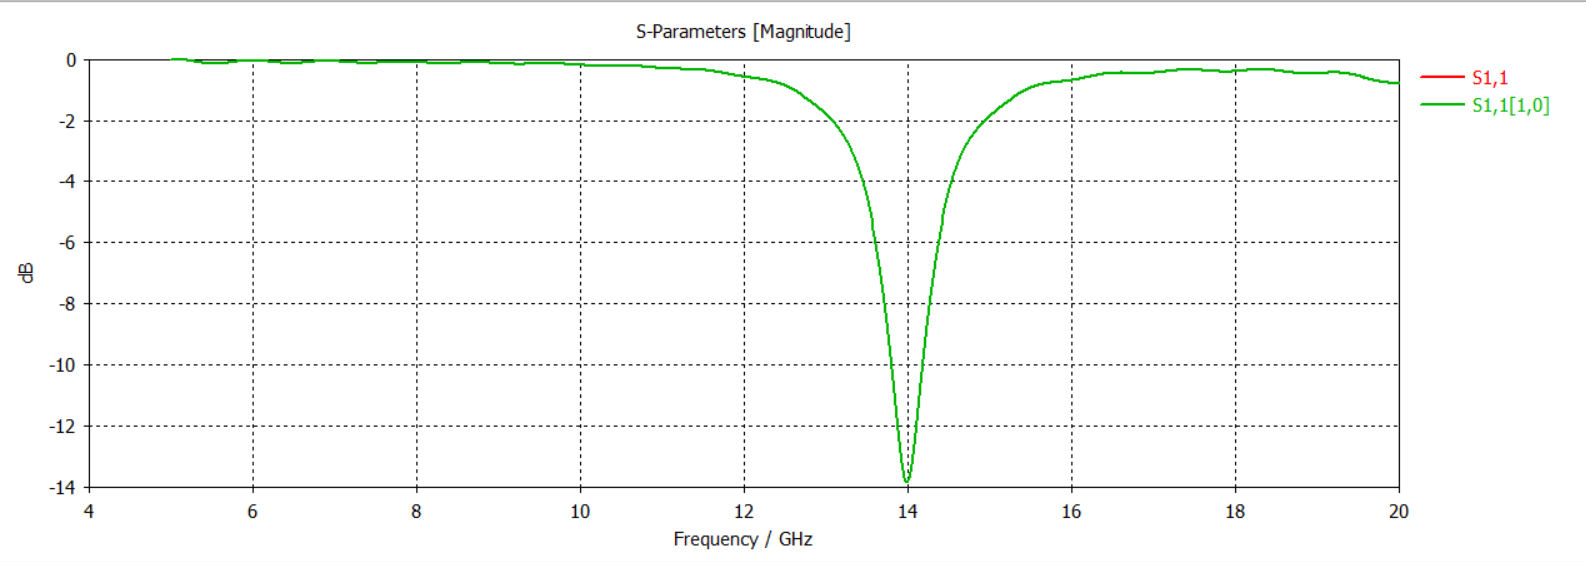 S-Parameters [Magnitude]
0
-2
-4
-6
-8
-10
-12
-14
dB
4 6 8 10 12 14 16 18 20
Frequency / GHz
S1,1
S1,1[1,0]